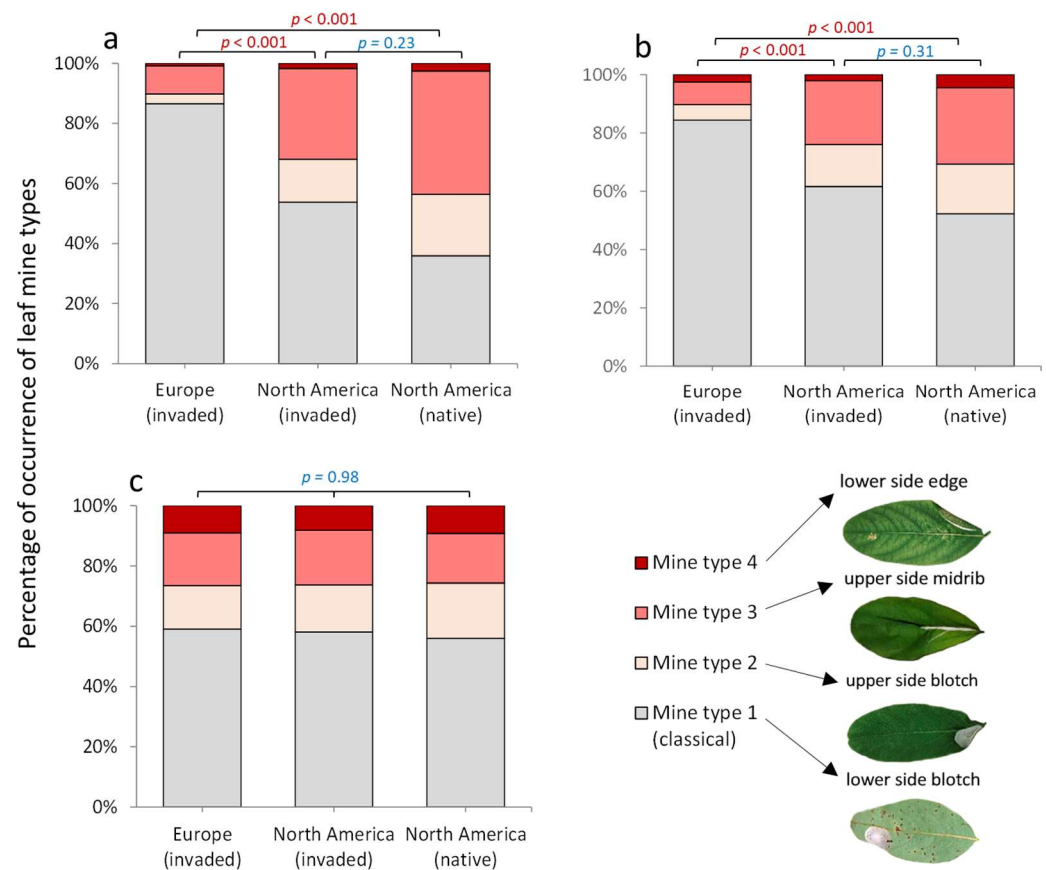 a
p < 0.001
p < 0.001
p = 0.23
100%
80%
60%
40%
20%
0%
Europe
(invaded)
North America
(invaded)
North America
(native)
b
p < 0.001
p < 0.001
p = 0.31
100%
80%
60%
40%
20%
0%
Europe
(invaded)
North America
(invaded)
North America
(native)
Percentage of occurrence of leaf mine types
c
p = 0.98
100%
80%
60%
40%
20%
0%
Europe
(invaded)
North America
(invaded)
North America
(native)
lower side edge
Mine type 4
upper side midrib
Mine type 3
Mine type 2
upper side blotch
Mine type 1
(classical)
lower side blotch